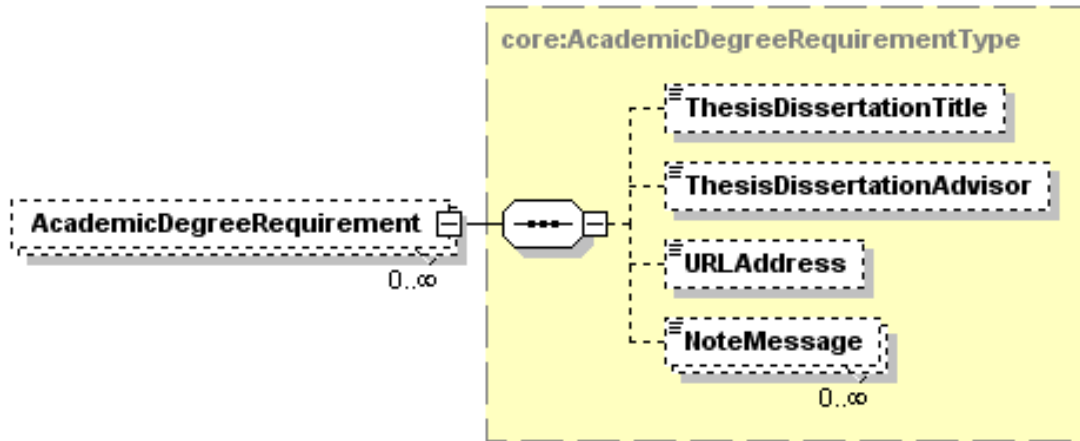 core:AcademicDegreeRequirementType
ThesisDissertationTitle
ThesisDissertationAdvisor
AcademicDegreeRequirement
0..∞
URLAddress
NoteMessage
0..∞